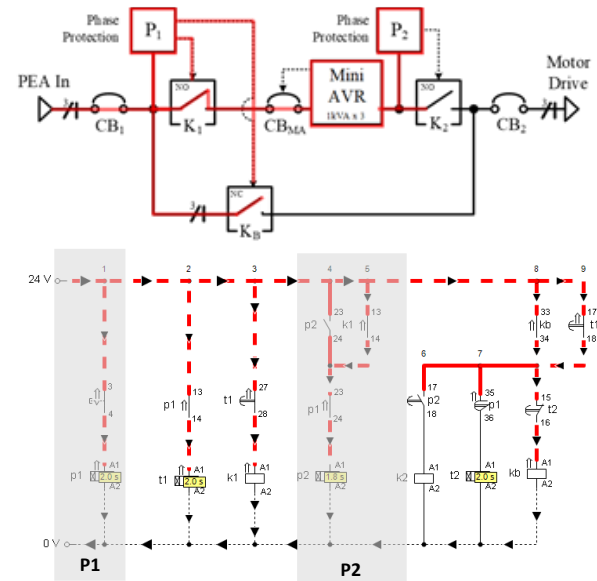 Phase
Protection
P1
Phase
Protection
P2
PEA In
3
CB1
NO
K1
CBMA
Mini
AVR
1kVA x 3
NO
K2
CB2
3
Motor
Drive
3
NC
KB
1
2
3
4
5
8
9
24 V
23
24
p2
13
14
k1
33
34
kb
17
18
t1
6
7
3
4
EV
13
14
p1
27
28
t1
23
24
p1
17
18
p2
35
36
p1
15
16
t2
p1
2.0 s
A1
A2
t1
2.0 s
A1
A2
k1
A1
A2
p2
1.8 s
A1
A2
k2
A1
A2
t2
2.0 s
A1
A2
kb
A1
A2
0 V
P1
P2